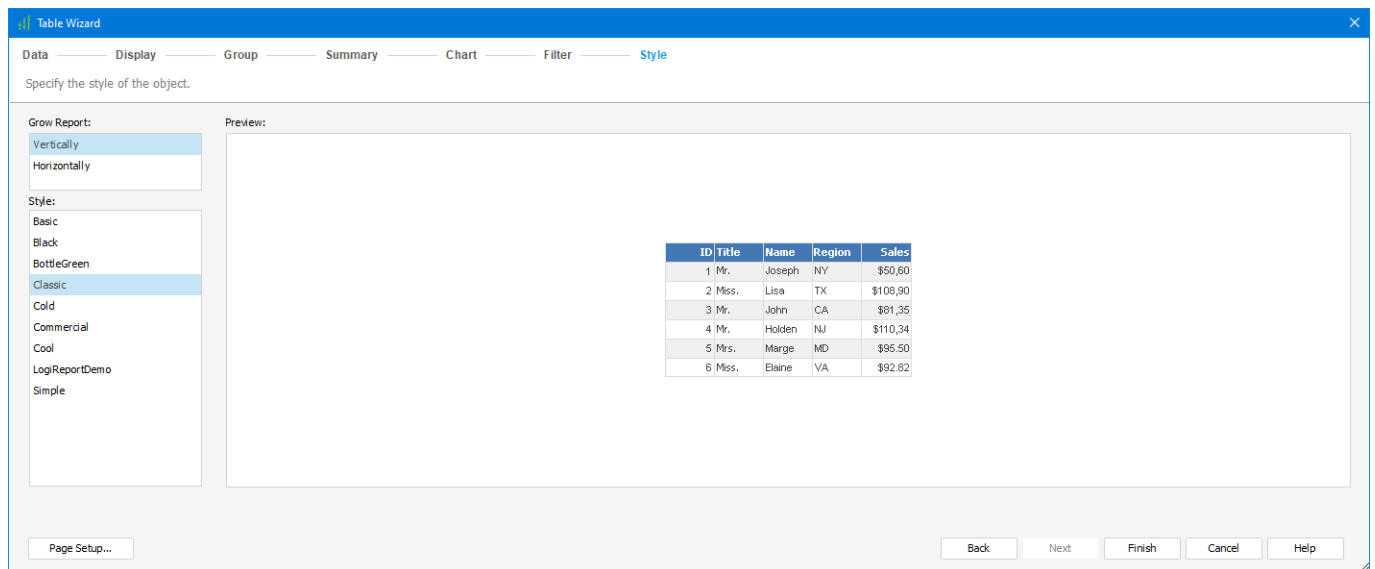 Table Wizard
Data Display Group Summary Chart Filter Style
Specify the style of the object.
Grow Report:
Vertically
Horizontally
Style:
Basic
Black
BottleGreen
Classic
Cold
Commercial
Cool
LogiReportDemo
Simple
Preview:
ID Title Name Region Sales
1 Mr. Joseph NY $50,60
2 Miss. Lisa TX $108,90
3 Mr. John CA $81,35
4 Mr. Holden NJ $110,34
5 Mrs. Marge MD $95.50
6 Miss. Elaine VA $92.82
Page Setup... Back Next Finish Cancel Help